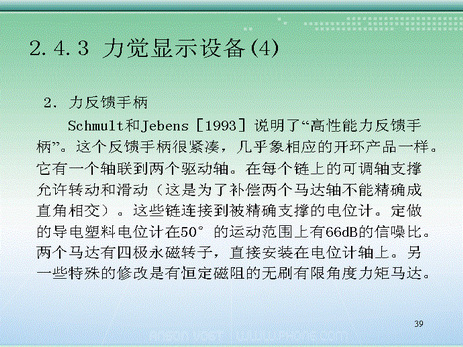 2.4.3 力觉显示设备(4)
2．力反馈手柄
Schmult和Jebens［1993］说明了“高性能力反馈手
柄”。这个反馈手柄很紧凑，几乎象相应的开环产品一样。
它有一个轴联到两个驱动轴。在每个链上的可调轴支撑
允许转动和滑动（这是为了补偿两个马达轴不能精确成
直角相交）。这些链连接到被精确支撑的电位计。定做
的导电塑料电位计在50°的运动范围上有66dB的信噪比。
两个马达有四极永磁转子，直接安装在电位计轴上。另
一些特殊的修改是有恒定磁阻的无刷有限角度力矩马达。
39